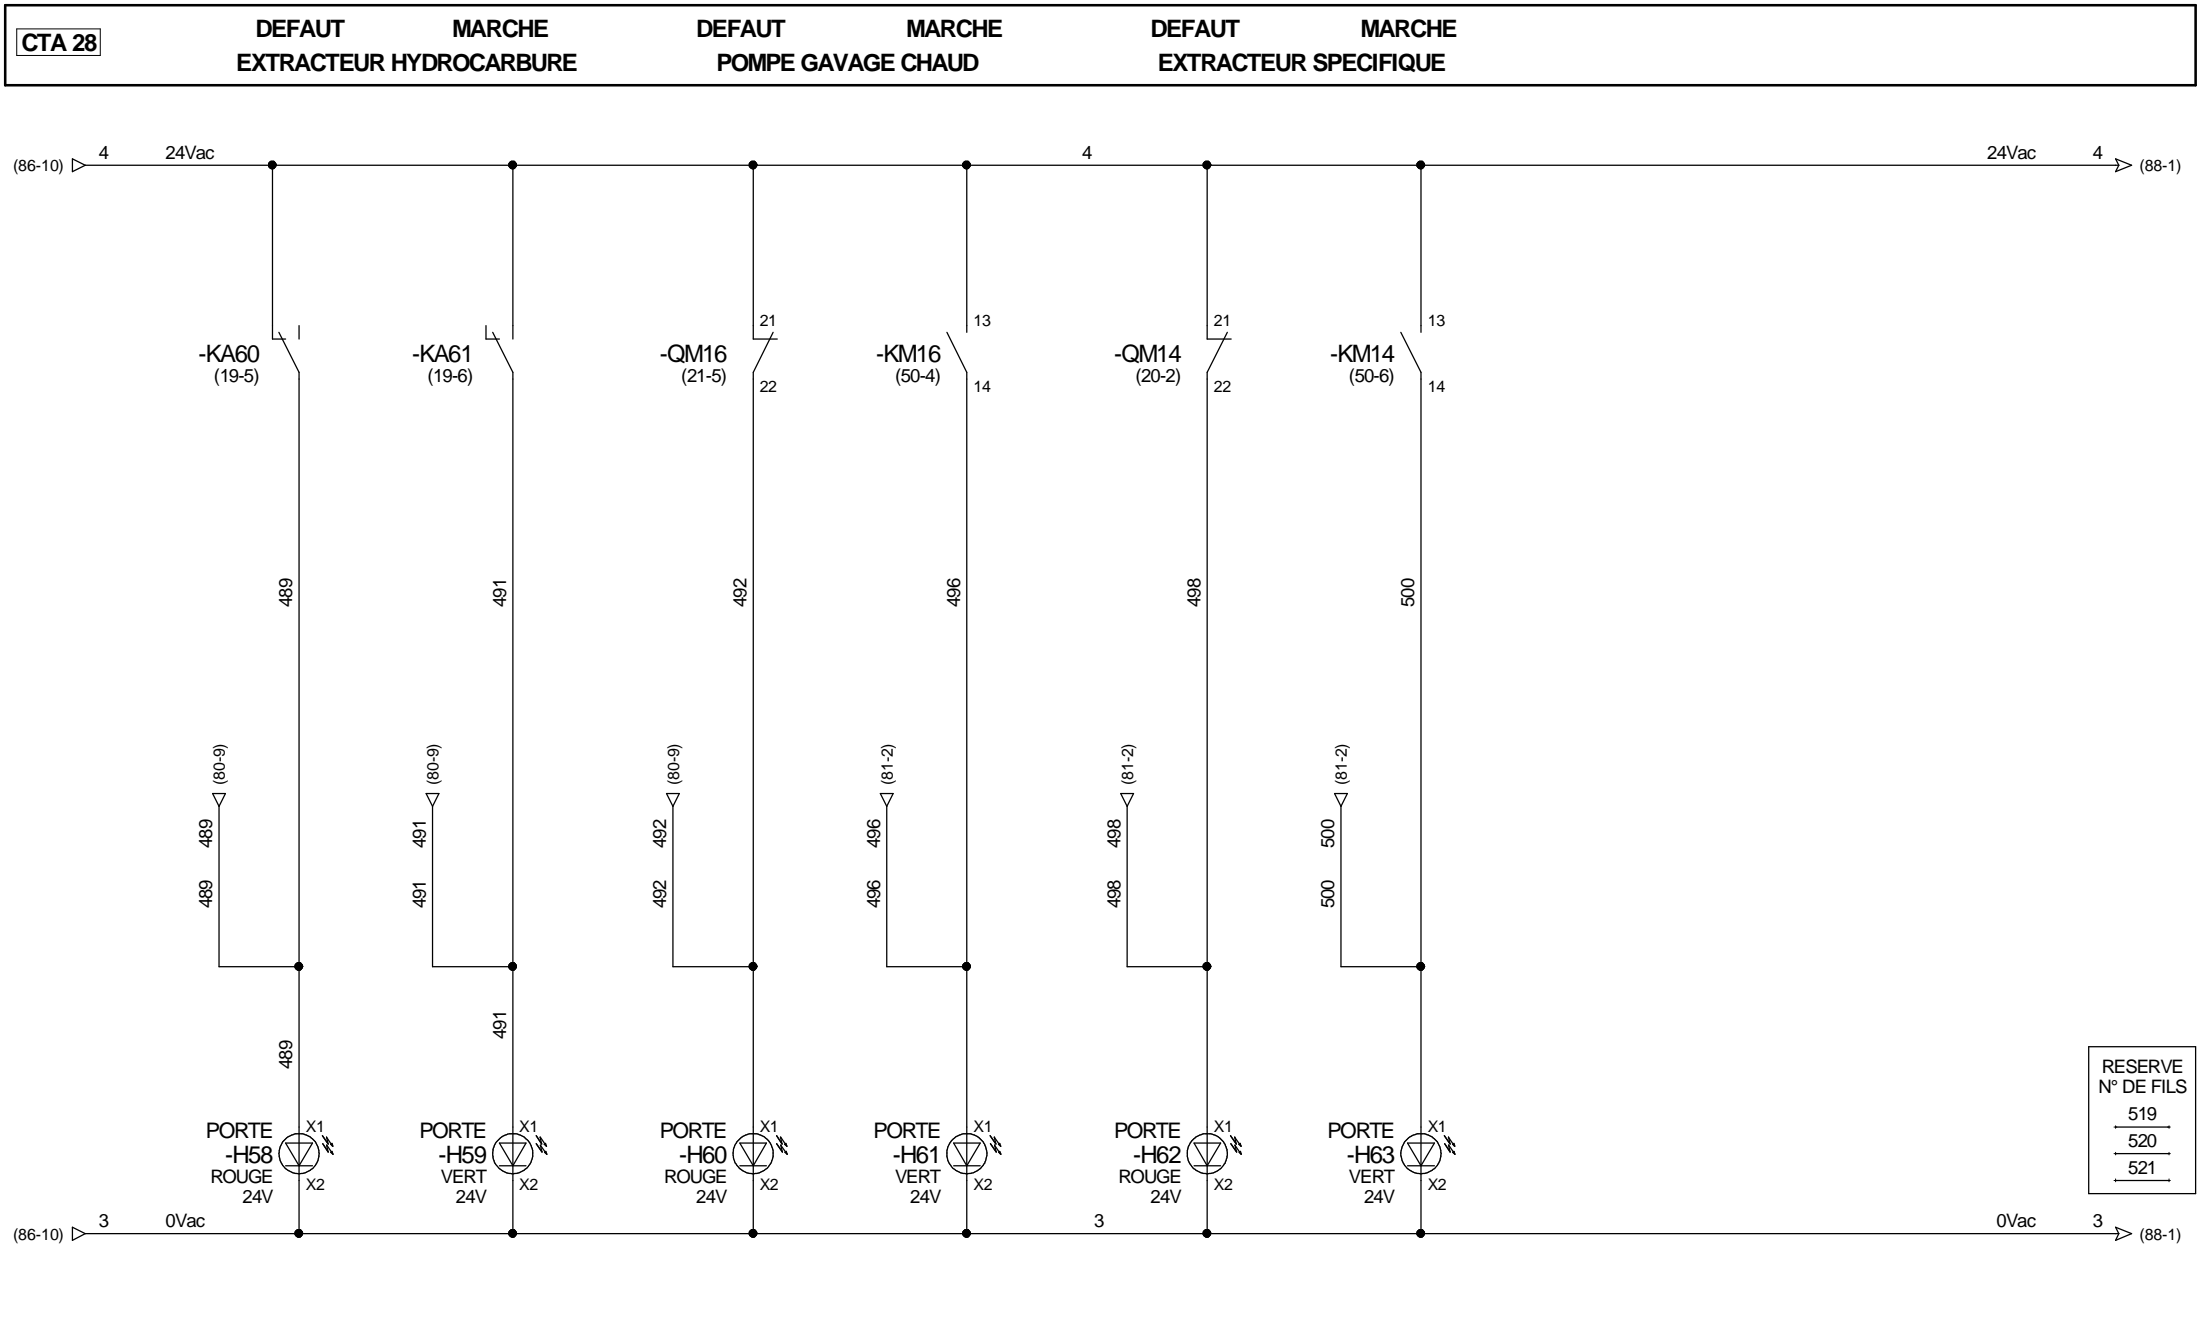 CTA 28
DEFAUT MARCHE DEFAUT MARCHE DEFAUT MARCHE
EXTRACTEUR HYDROCARBURE POMPE GAVAGE CHAUD EXTRACTEUR SPECIFIQUE
(86-10) 4 24Vac 4 24Vac 4 (88-1)
21 13 21 13
-KA60 -KA61 -QM16 -KM16 -QM14 -KM14
(19-5) (19-6) (21-5) (50-4) (20-2) (50-6)
22 14 22 14
489 491 492 496 498 500
(80-9) (80-9) (80-9) (81-2) (81-2) (81-2)
489 491 492 496 498 500
489 491 492 496 498 500
491
489
RESERVE
N° DE FILS
519
520
521
PORTE X1 PORTE X1 PORTE X1 PORTE X1 PORTE X1 PORTE X1
-H58 -H59 -H60 -H61 -H62 -H63
ROUGE X2 VERT X2 ROUGE X2 VERT X2 ROUGE X2 VERT X2
24V 24V 24V 24V 24V 24V
(86-10) 3 0Vac 3 0Vac 3 (88-1)